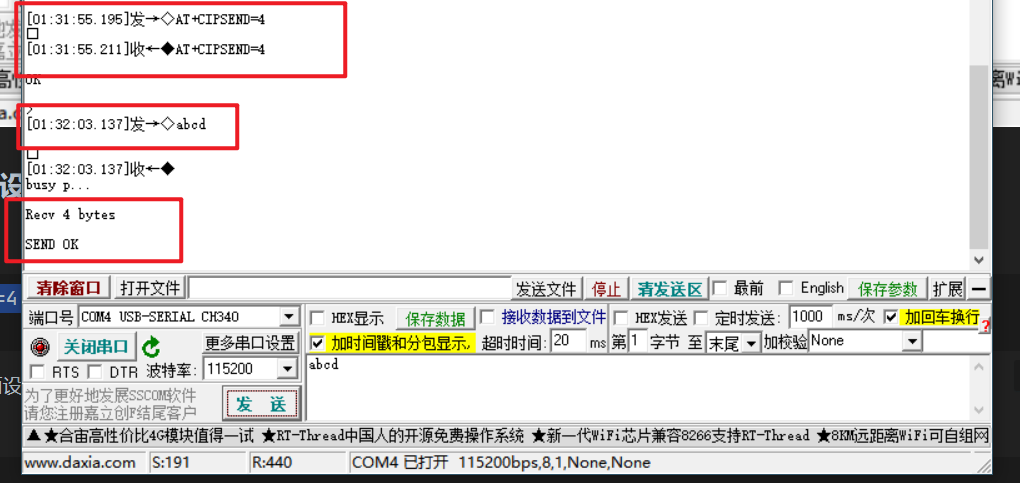 [01:31:55.195]发→◇AT+CIPSEND=4
□
[01:31:55.211]收←◆AT+CIPSEND=4
OK
>
[01:32:03.137]发→◇abcd
□
[01:32:03.137]收←◆
busy p...
Recv 4 bytes
SEND OK
清除窗口 打开文件 发送文件 停止 清发送区 最前 English 保存参数 扩展 —
端口号 COM4 USB-SERIAL CH340 HEX显示 保存数据 接收数据到文件 HEX发送 定时发送: 1000 ms/次 加回车换行 ?
关闭串口 更多串口设置 加时间戳和分包显示, 超时时间: 20 ms 第 1 字节 至 末尾 加校验 None
RTS DTR 波特率: 115200 abcd
为了更好地发展SSCOM软件
请您注册嘉立创F结尾客户 发 送
▲★合宙高性价比4G模块值得一试 ★RT-Thread中国人的开源免费操作系统 ★新一代WiFi芯片兼容8266支持RT-Thread ★8KM远距离WiFi可自组网
www.daxia.com S:191 R:440 COM4 已打开 115200bps,8,1,None,None
=4